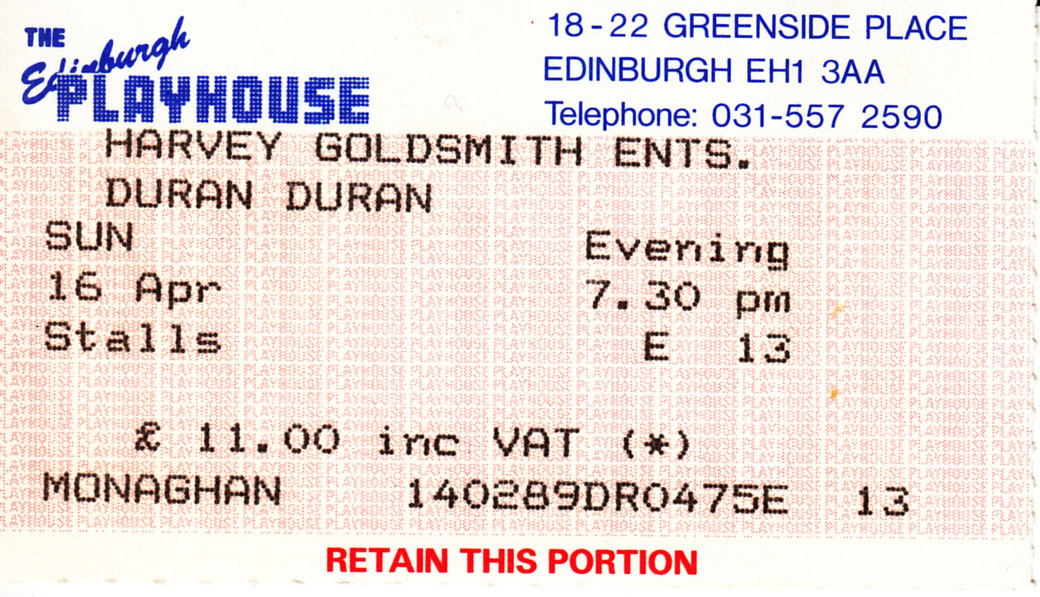 THE
Edinburgh
PLAYHOUSE
18-22 GREENSIDE PLACE
EDINBURGH EH1 3AA
Telephone: 031-557 2590
HARVEY GOLDSMITH ENTS.
DURAN DURAN
SUN Evening
16 Apr 7.30 pm
Stalls E 13
£ 11.00 inc VAT (*)
MONAGHAN 140289DR0475E 13
RETAIN THIS PORTION